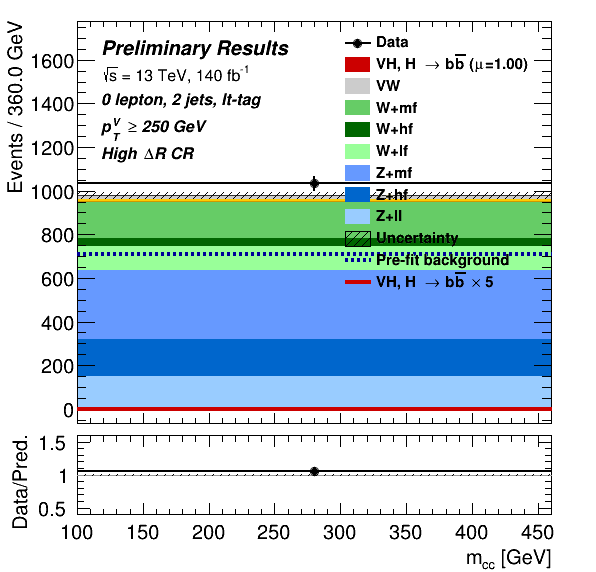 Events / 360.0 GeV
1600
1400
1200
1000
800
600
400
200
0
Preliminary Results
√s = 13 TeV, 140 fb⁻¹
0 lepton, 2 jets, lt-tag
p_T^V ≥ 250 GeV
High ΔR CR
Data
VH, H → bb̅ (μ=1.00)
VW
W+mf
W+hf
W+lf
Z+mf
Z+hf
Z+ll
Uncertainty
Pre-fit background
VH, H → bb̅ × 5
Data/Pred.
1.5
1
0.5
100 150 200 250 300 350 400 450
m_cc [GeV]